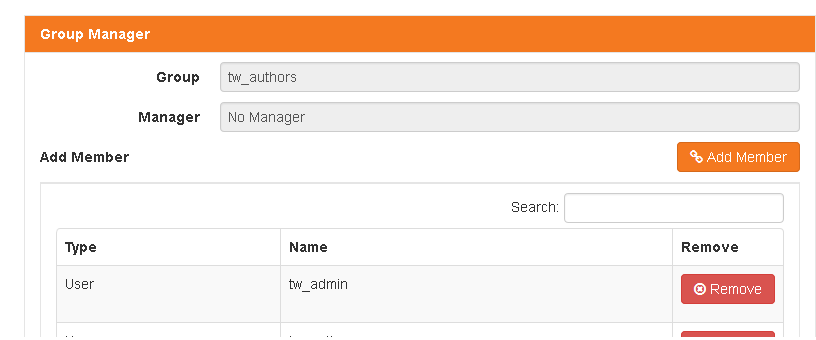 Group Manager
Group tw_authors
Manager No Manager
Add Member Add Member
Search:
Type Name Remove
User tw_admin Remove